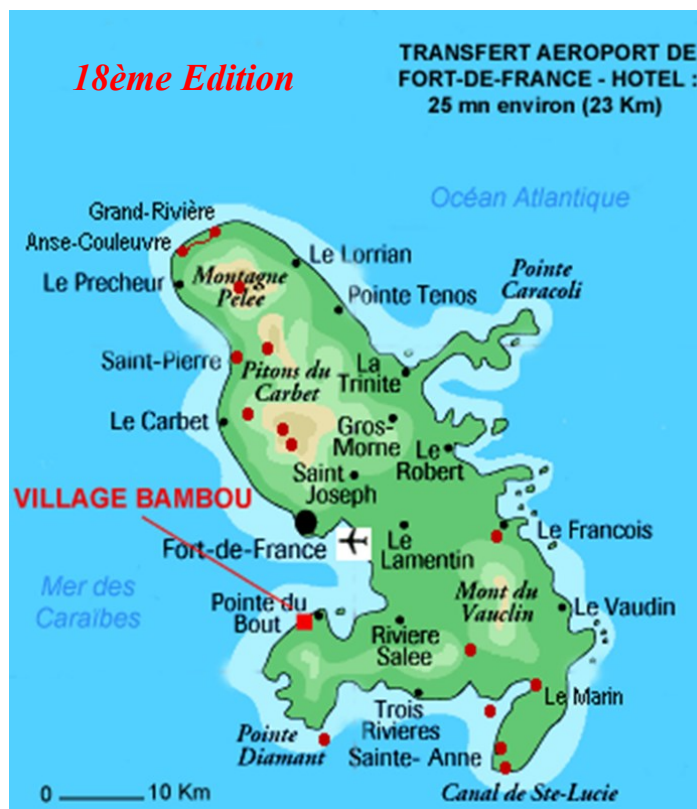 18ème Edition
TRANSFERT AEROPORT DE
FORT-DE-FRANCE - HOTEL :
25 mn environ (23 Km)
Océan Atlantique
Grand-Rivière
Anse-Couleuvre
Le Lorrian
Le Precheur
Montagne
Pelee
Pointe
Caracoli
Pointe Tenos
Saint-Pierre
Pitons du
Carbet
La
Trinite
Le Carbet
Gros-
Morne
Le
Robert
Saint
Joseph
VILLAGE BAMBOU
Fort-de-France
Le
Lamentin
Le Francois
Mer des
Caraïbes
Pointe du
Bout
Mont du
Vauclin
Le Vaudin
Riviere
Salee
Le Marin
Trois
Rivieres
Pointe
Diamant
Sainte- Anne
Canal de Ste-Lucie
0 10 Km